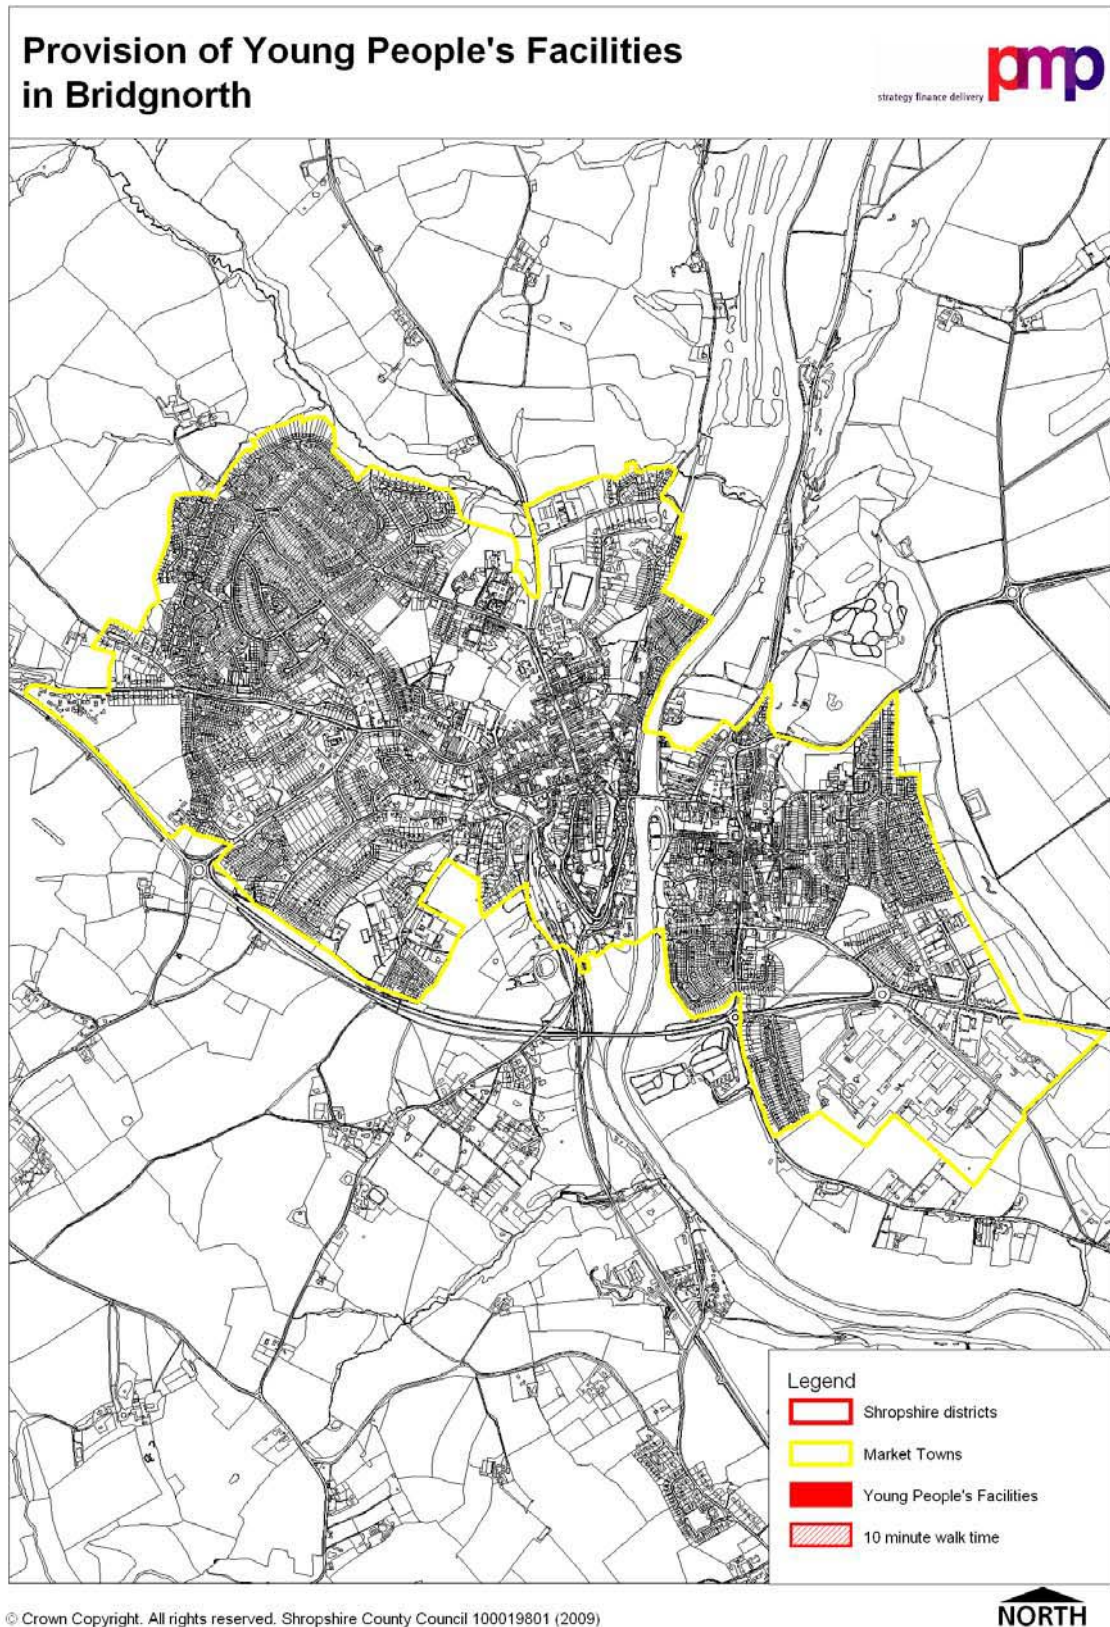 Provision of Young People's Facilities
in Bridgnorth
strategy finance delivery pmp
Legend
Shropshire districts
Market Towns
Young People's Facilities
10 minute walk time
© Crown Copyright. All rights reserved. Shropshire County Council 100019801 (2009)
NORTH